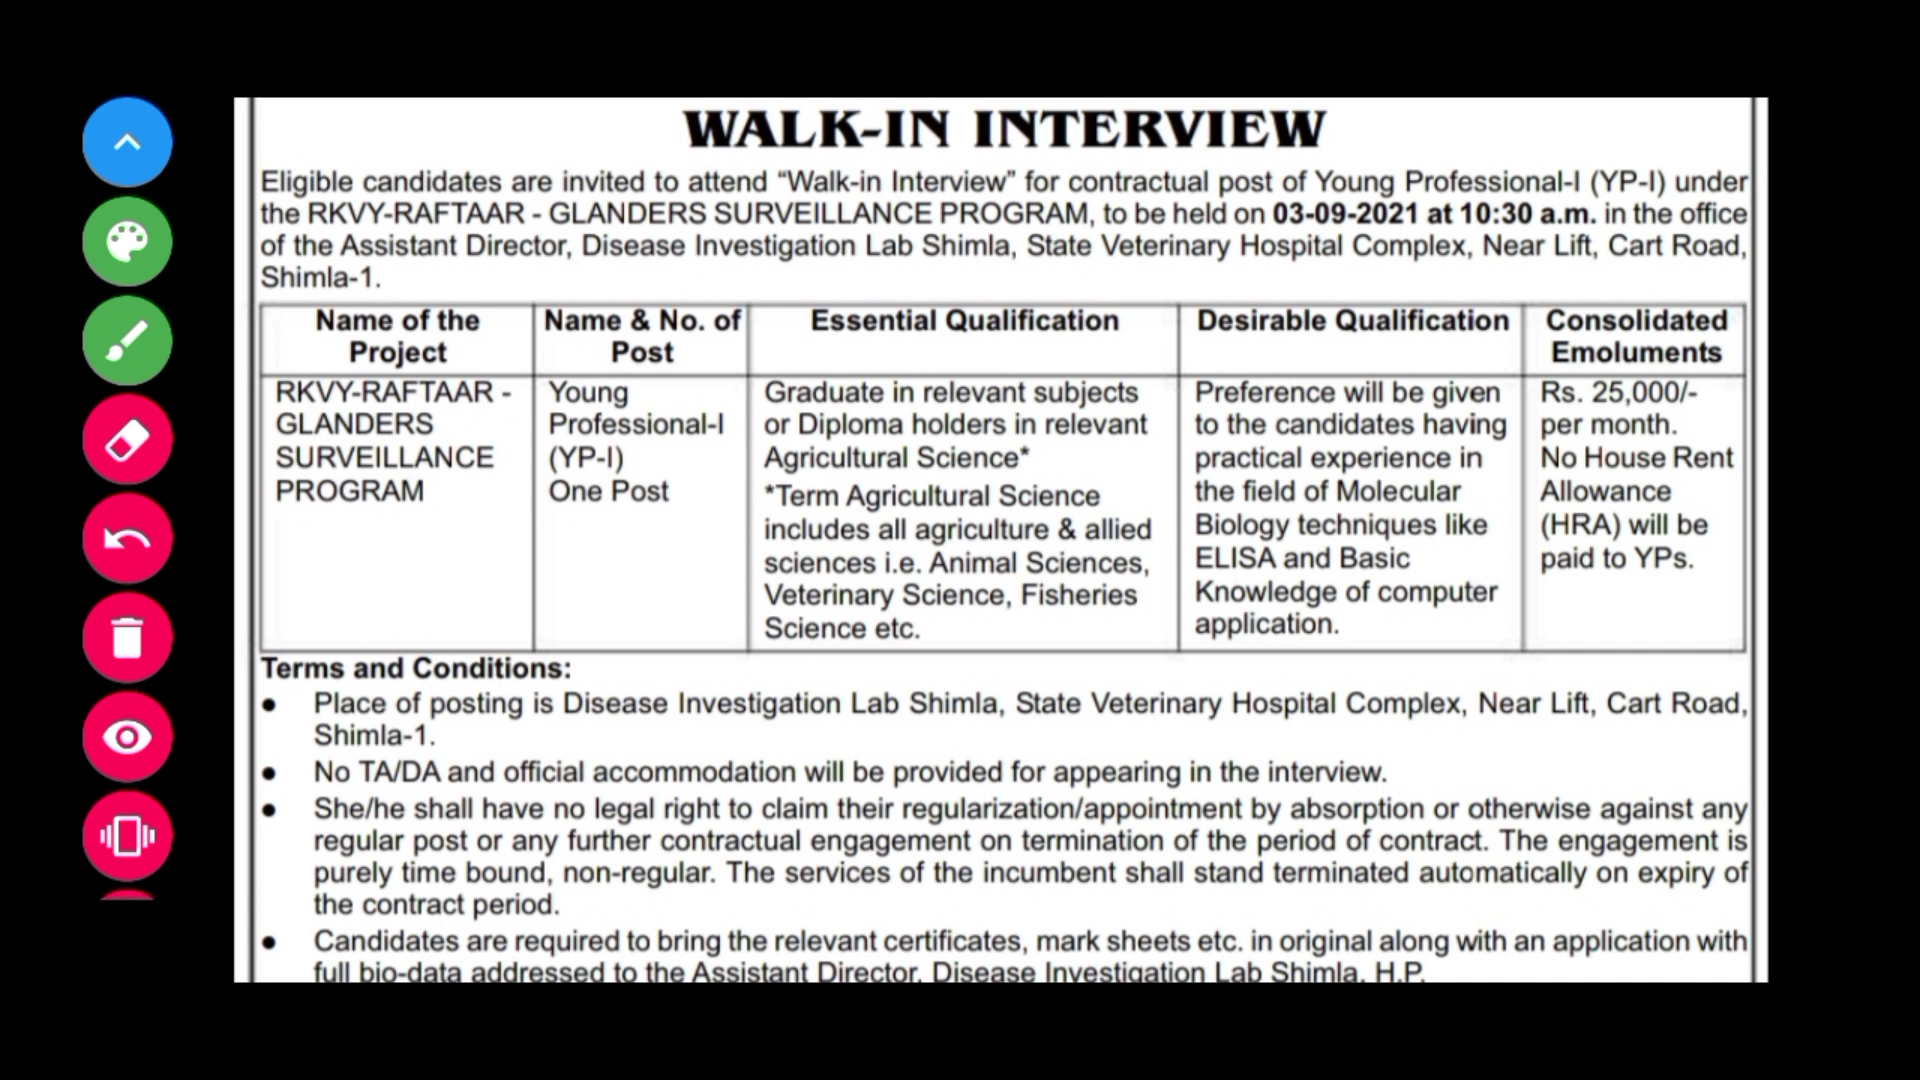 WALK-IN INTERVIEW
Eligible candidates are invited to attend “Walk-in Interview” for contractual post of Young Professional-I (YP-I) under
the RKVY-RAFTAAR - GLANDERS SURVEILLANCE PROGRAM, to be held on 03-09-2021 at 10:30 a.m. in the office
of the Assistant Director, Disease Investigation Lab Shimla, State Veterinary Hospital Complex, Near Lift, Cart Road,
Shimla-1.
Name of the
Project
Name & No. of
Post
Essential Qualification
Desirable Qualification
Consolidated
Emoluments
RKVY-RAFTAAR -
GLANDERS
SURVEILLANCE
PROGRAM
Young
Professional-I
(YP-I)
One Post
Graduate in relevant subjects
or Diploma holders in relevant
Agricultural Science*
*Term Agricultural Science
includes all agriculture & allied
sciences i.e. Animal Sciences,
Veterinary Science, Fisheries
Science etc.
Preference will be given
to the candidates having
practical experience in
the field of Molecular
Biology techniques like
ELISA and Basic
Knowledge of computer
application.
Rs. 25,000/-
per month.
No House Rent
Allowance
(HRA) will be
paid to YPs.
Terms and Conditions:
● Place of posting is Disease Investigation Lab Shimla, State Veterinary Hospital Complex, Near Lift, Cart Road,
Shimla-1.
● No TA/DA and official accommodation will be provided for appearing in the interview.
● She/he shall have no legal right to claim their regularization/appointment by absorption or otherwise against any
regular post or any further contractual engagement on termination of the period of contract. The engagement is
purely time bound, non-regular. The services of the incumbent shall stand terminated automatically on expiry of
the contract period.
● Candidates are required to bring the relevant certificates, mark sheets etc. in original along with an application with
full bio-data addressed to the Assistant Director, Disease Investigation Lab Shimla, H.P.